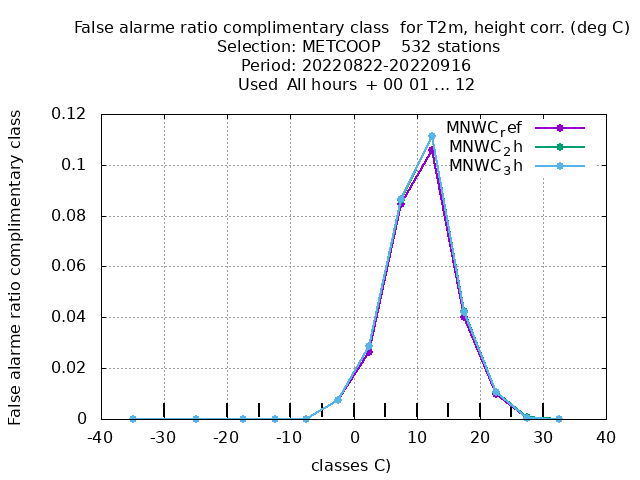 False alarme ratio complimentary class  for T2m, height corr. (deg C)
Selection: METCOOP    532 stations
Period: 20220822-20220916
Used  All hours  + 00 01 ... 12
False alarme ratio complimentary class
0.12
0.1
0.08
0.06
0.04
0.02
0
MNWC_ref
MNWC_2h
MNWC_3h
-40 -30 -20 -10 0 10 20 30 40
classes C)